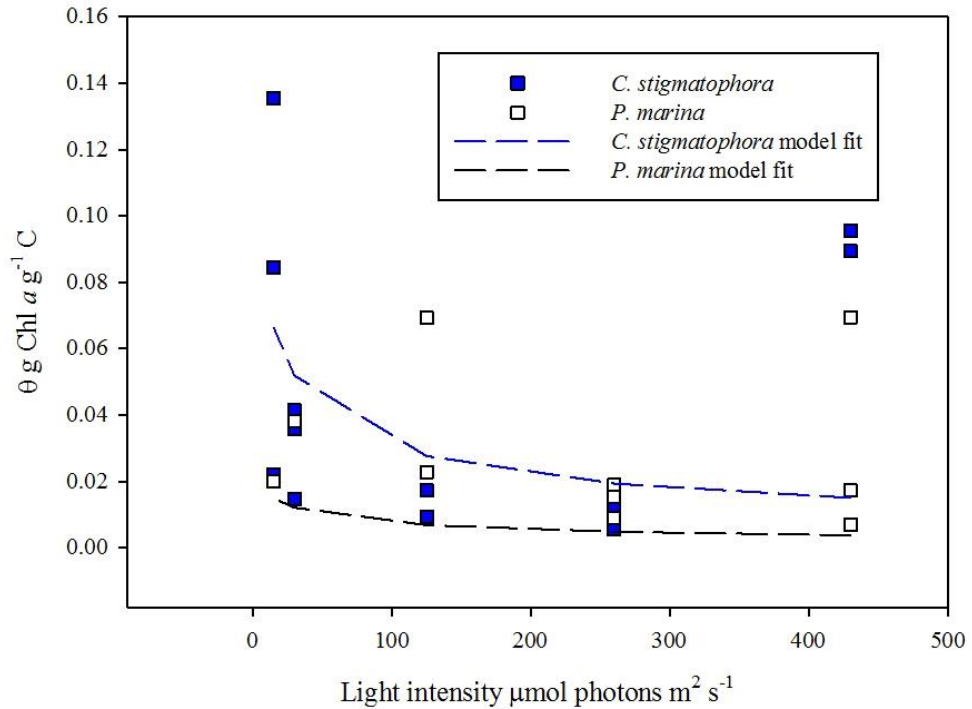 0.16
0.14
0.12
0.10
0.08
0.06
0.04
0.02
0.00
θ g Chl a g⁻¹ C
C. stigmatophora
P. marina
C. stigmatophora model fit
P. marina model fit
0 100 200 300 400 500
Light intensity μmol photons m² s⁻¹